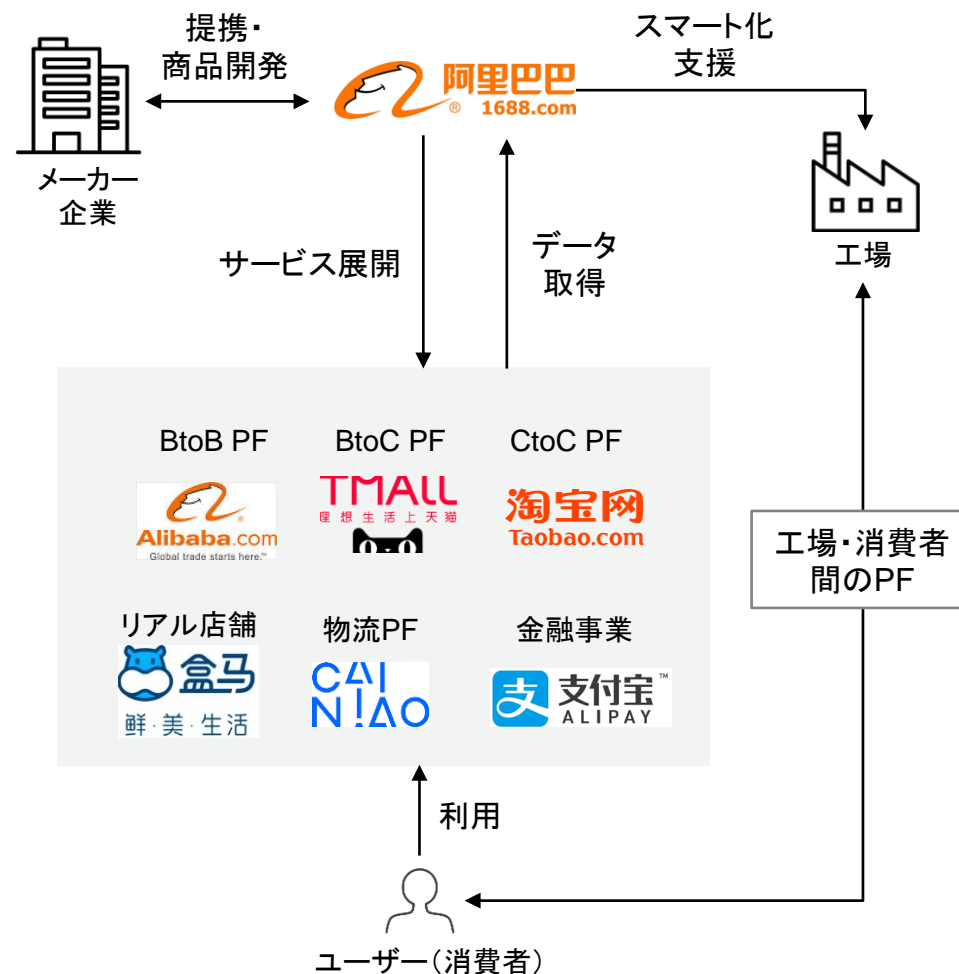 提携・
商品開発
スマート化
支援
阿里巴巴
® 1688.com
メーカー
企業
工場
サービス展開
データ
取得
BtoB PF
BtoC PF
CtoC PF
Alibaba.com
Global trade starts here.™
TMALL
理想生活上天猫
淘宝网
Taobao.com
工場・消費者
間のPF
リアル店舗
物流PF
金融事業
盒马
鲜·美·生活
CAI
NIAO
支 支付宝™
ALIPAY
利用
ユーザー(消費者)